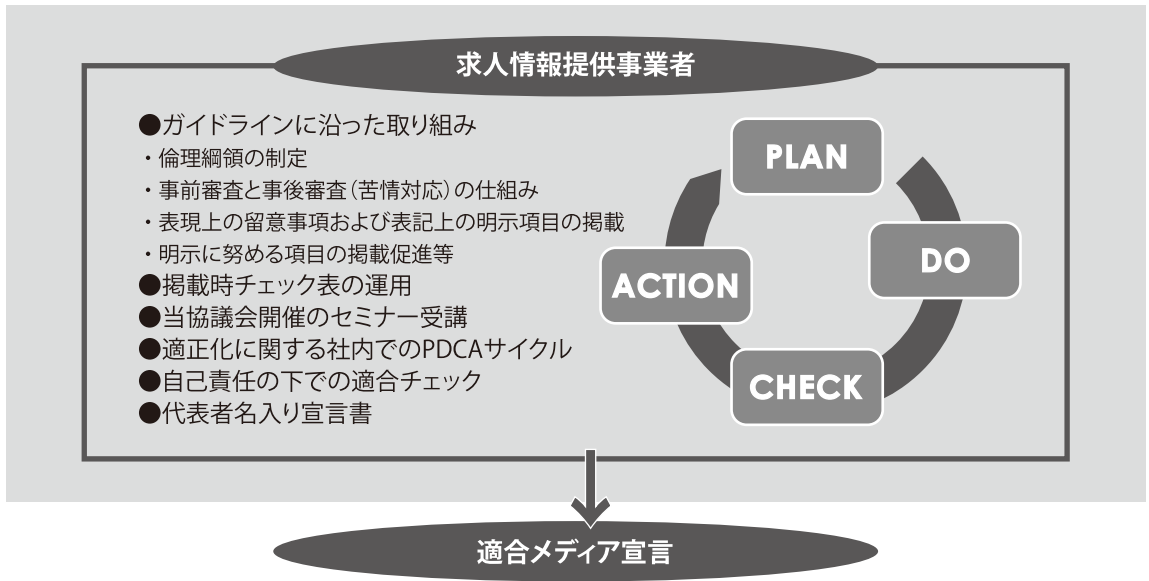 求人情報提供事業者
●ガイドラインに沿った取り組み
・倫理綱領の制定
・事前審査と事後審査（苦情対応）の仕組み
・表現上の留意事項および表記上の明示項目の掲載
・明示に努める項目の掲載促進等
●掲載時チェック表の運用
●当協議会開催のセミナー受講
●適正化に関する社内でのPDCAサイクル
●自己責任の下での適合チェック
●代表者名入り宣言書
PLAN
DO
CHECK
ACTION
適合メディア宣言